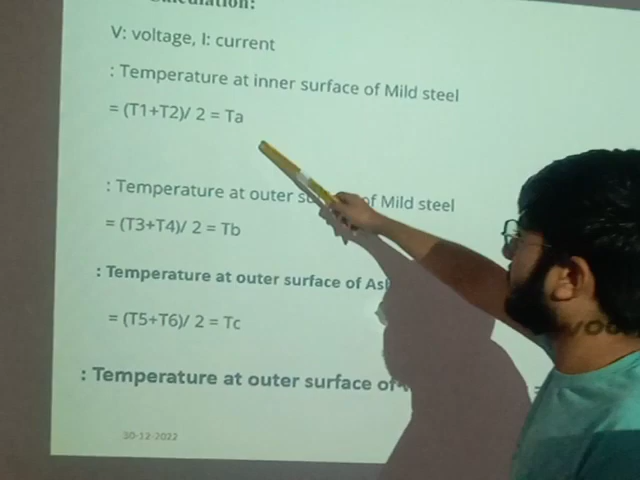 V: voltage, I: current
: Temperature at inner surface of Mild steel
= (T1+T2)/ 2 = Ta
: Temperature at outer of Mild steel
= (T3+T4)/ 2 = Tb
: Temperature at outer surface of
= (T5+T6)/ 2 = Tc
: Temperature at outer surface of
30-12-2022